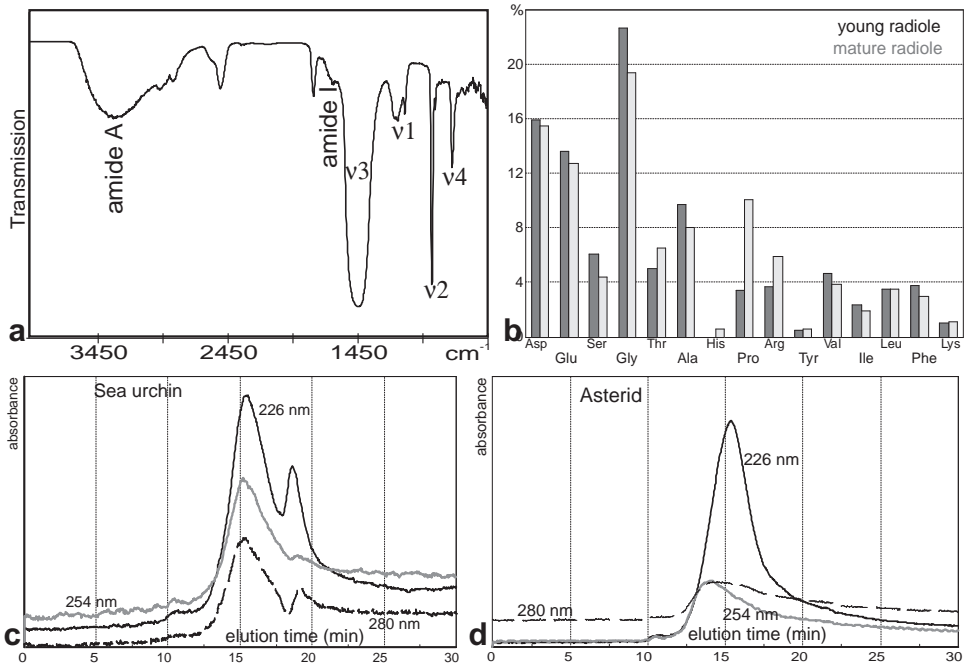 Transmission
amide A
amide I
ν3
ν1
ν4
ν2
a
3450 2450 1450 cm-1
%
20
16
12
8
4
0
young radiole
mature radiole
b
Asp Ser Thr His Arg Val Leu Lys
Glu Gly Ala Pro Tyr Ile Phe
absorbance
Sea urchin
226 nm
254 nm
280 nm
elution time (min)
c
0 5 10 15 20 25 30
absorbance
Asterid
226 nm
280 nm
254 nm
elution time (min)
d
0 5 10 15 20 25 30